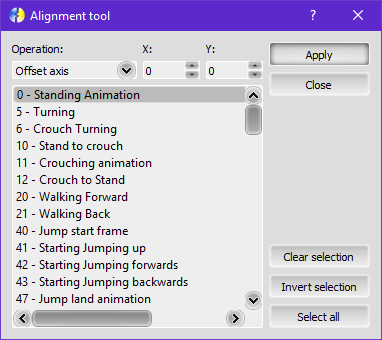 Alignment tool
Operation: X: Y:
Offset axis 0 0
Apply
Close
0 - Standing Animation
5 - Turning
6 - Crouch Turning
10 - Stand to crouch
11 - Crouching animation
12 - Crouch to Stand
20 - Walking Forward
21 - Walking Back
40 - Jump start frame
41 - Starting Jumping up
42 - Starting Jumping forwards
43 - Starting Jumping backwards
47 - Jump land animation
Clear selection
Invert selection
Select all